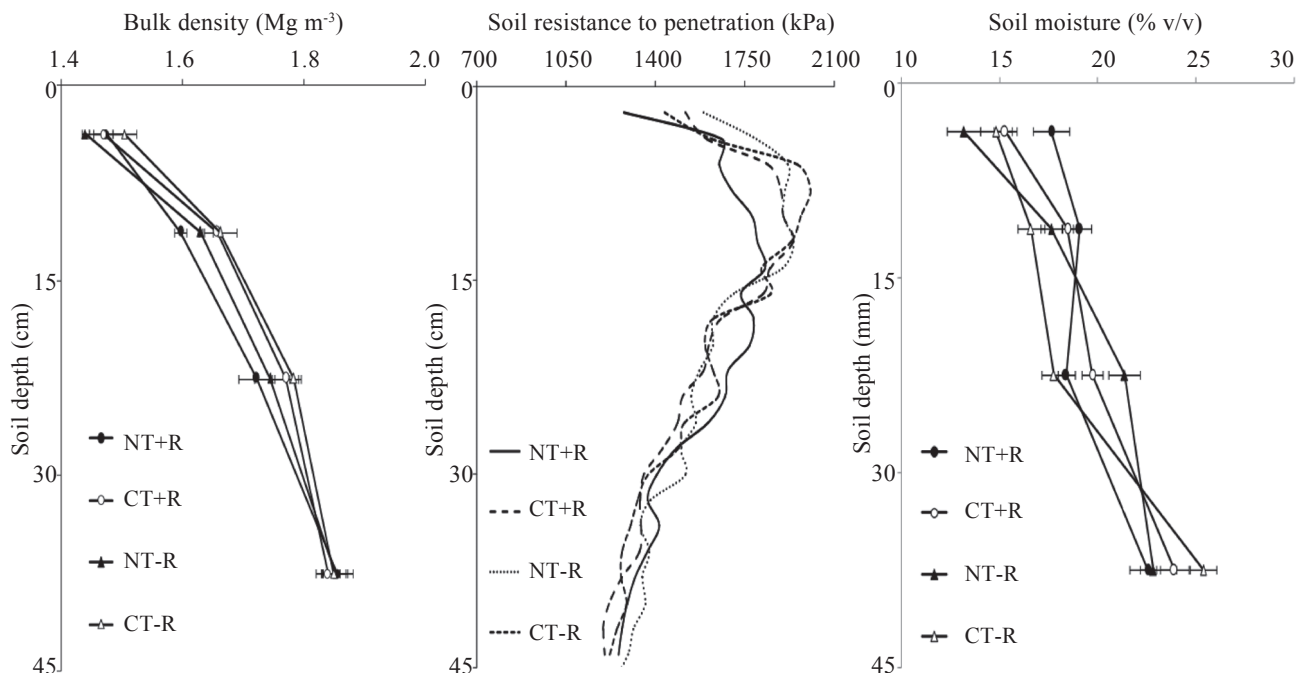 Bulk density (Mg m⁻³)
1.4 1.6 1.8 2.0
0
15
30
45
Soil depth (cm)
NT+R
CT+R
NT-R
CT-R
Soil resistance to penetration (kPa)
700 1050 1400 1750 2100
0
15
30
45
Soil depth (cm)
NT+R
CT+R
NT-R
CT-R
Soil moisture (% v/v)
10 15 20 25 30
0
15
30
45
Soil depth (mm)
NT+R
CT+R
NT-R
CT-R